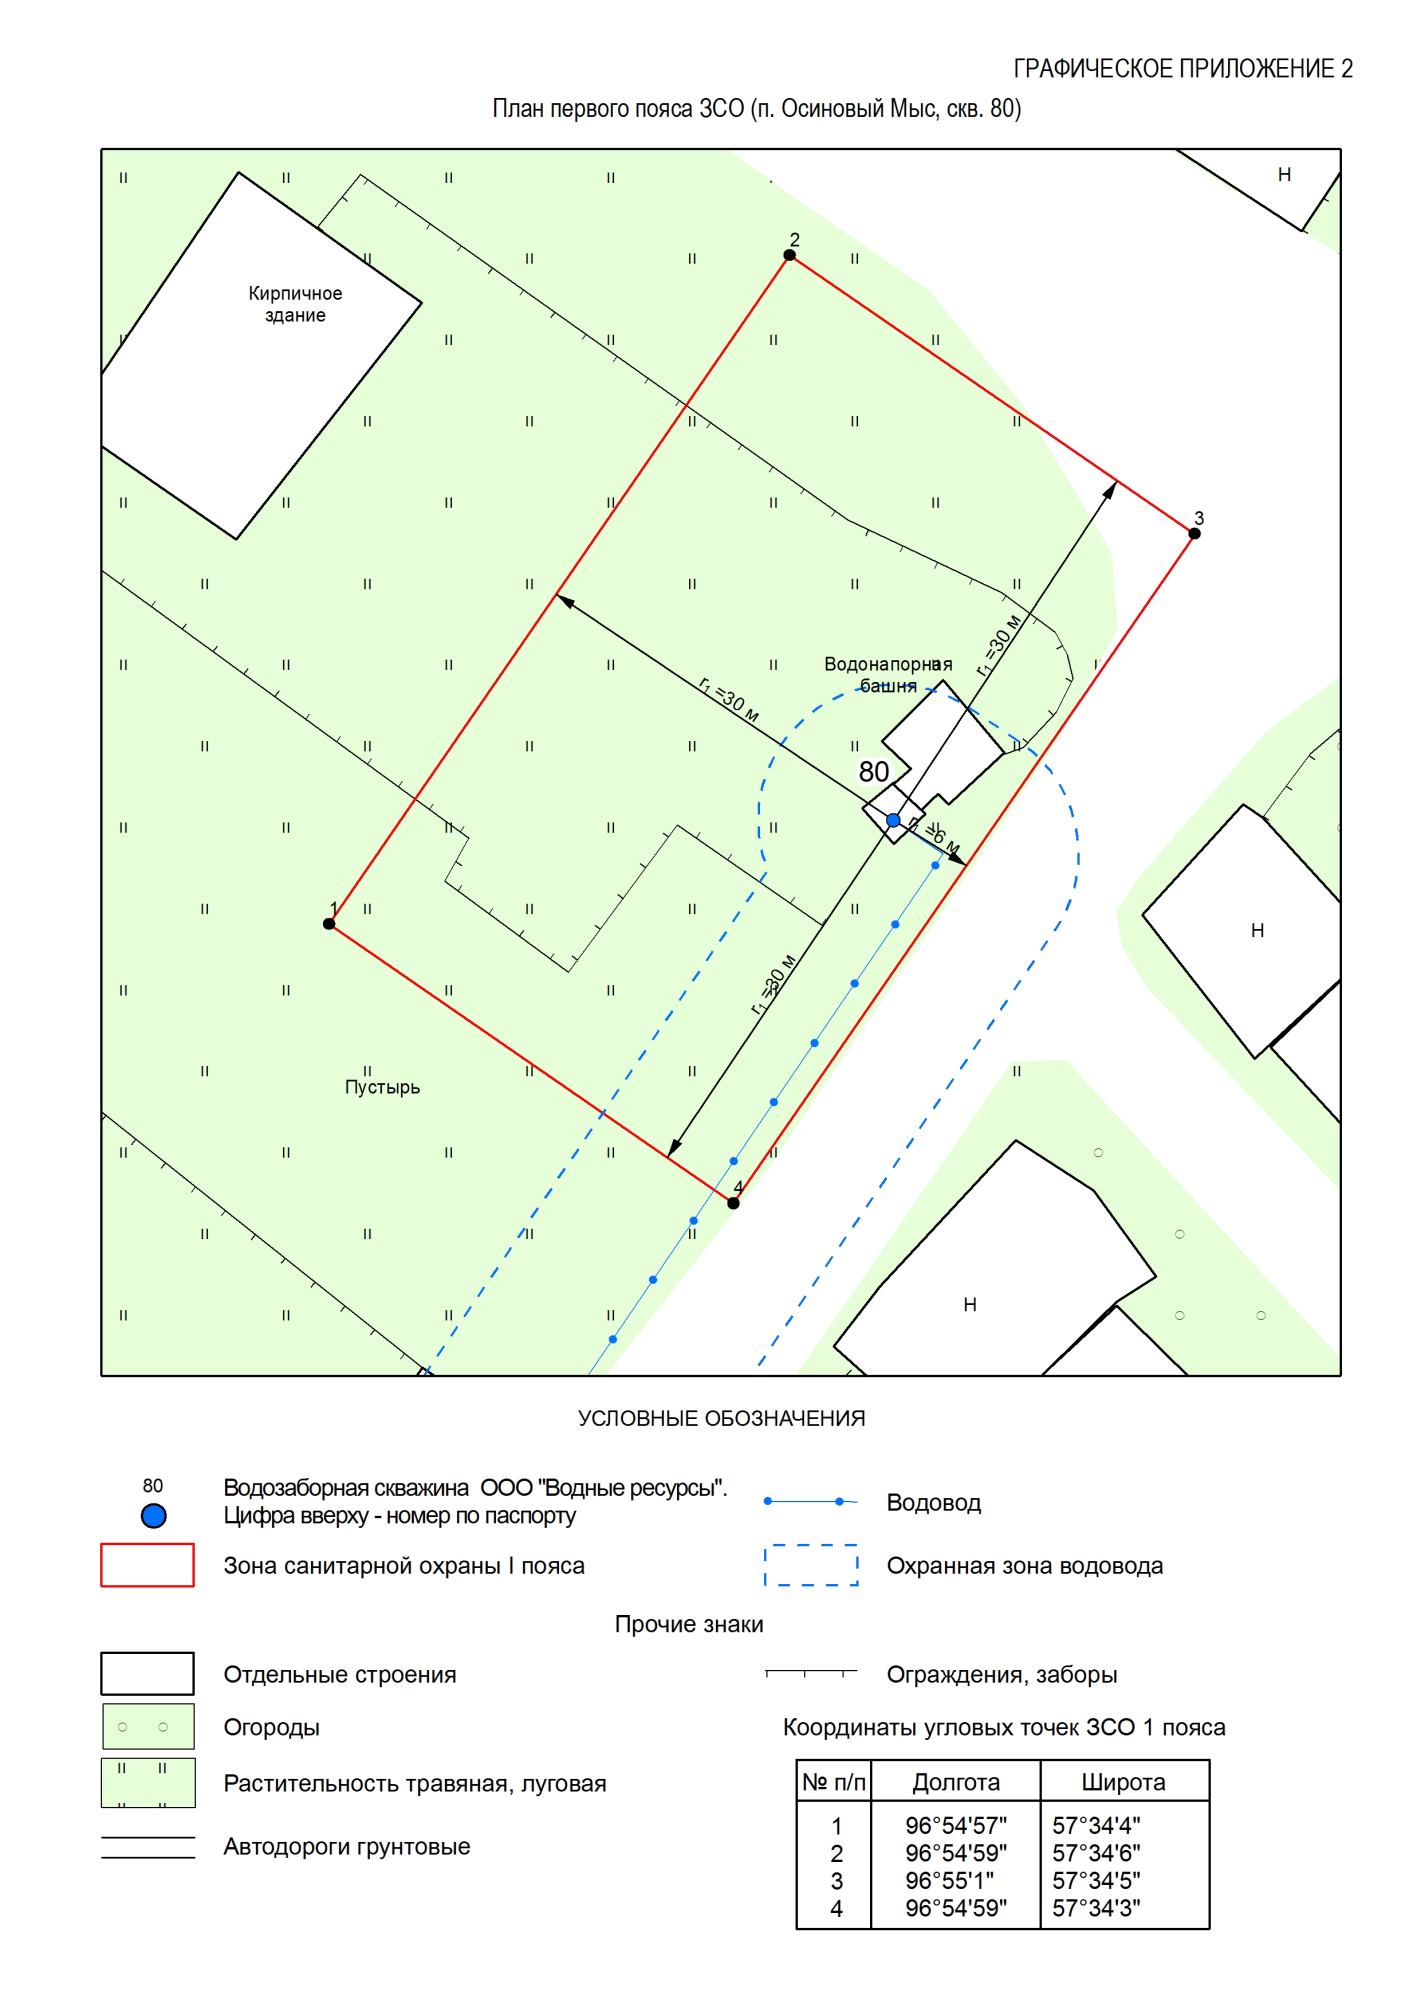 ГРАФИЧЕСКОЕ ПРИЛОЖЕНИЕ 2
План первого пояса ЗСО (п. Осиновый Мыс, скв. 80)
Н
2
Кирпичное
здание
3
r1 =30 м
Водонапорная
башня
r1 =30 м
80
r1 =6 м
1
Н
r1 =30 м
Пустырь
4
Н
УСЛОВНЫЕ ОБОЗНАЧЕНИЯ
80
Водозаборная скважина ООО "Водные ресурсы".
Цифра вверху - номер по паспорту
Водовод
Зона санитарной охраны I пояса
Охранная зона водовода
Прочие знаки
Отдельные строения
Ограждения, заборы
Огороды
Растительность травяная, луговая
Автодороги грунтовые
Координаты угловых точек ЗСО 1 пояса
№ п/п Долгота Широта
1 96°54'57" 57°34'4"
2 96°54'59" 57°34'6"
3 96°55'1" 57°34'5"
4 96°54'59" 57°34'3"